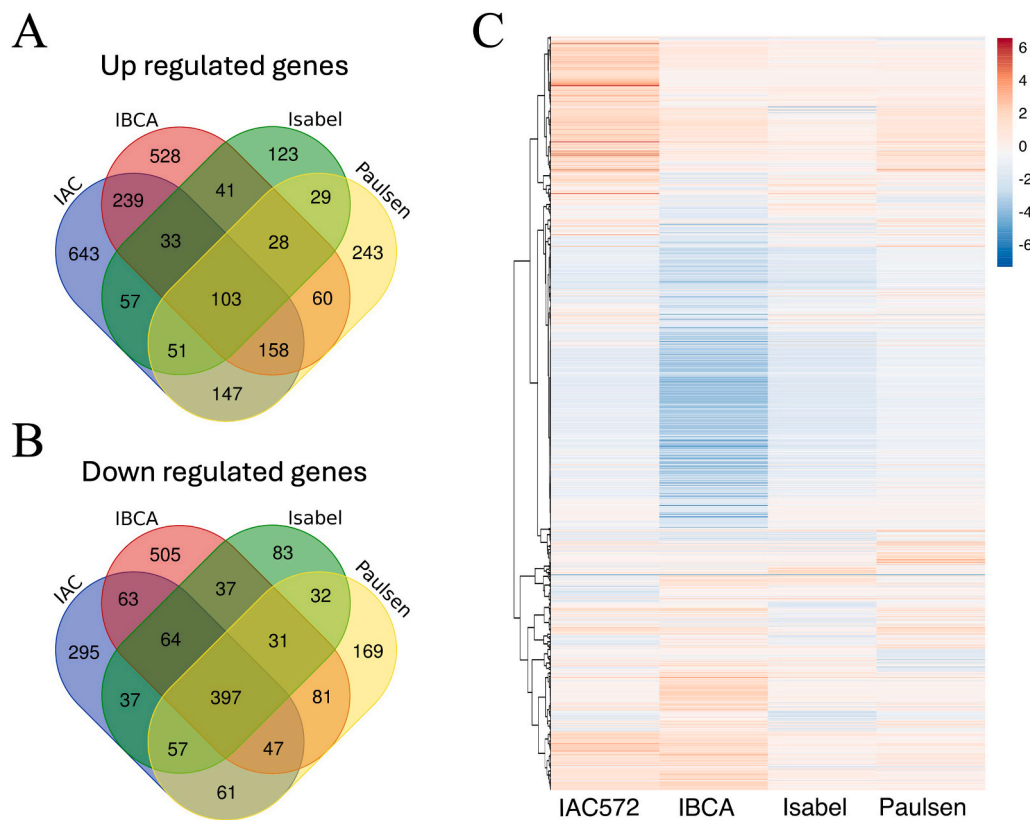 A
Up regulated genes
IBCA
Isabel
IAC
Paulsen
528
123
239
41
29
643
33
28
243
57
103
60
51
158
147
B
Down regulated genes
IBCA
Isabel
IAC
Paulsen
505
83
63
37
32
295
64
31
169
37
397
81
57
47
61
C
6
4
2
0
-2
-4
-6
IAC572 IBCA Isabel Paulsen